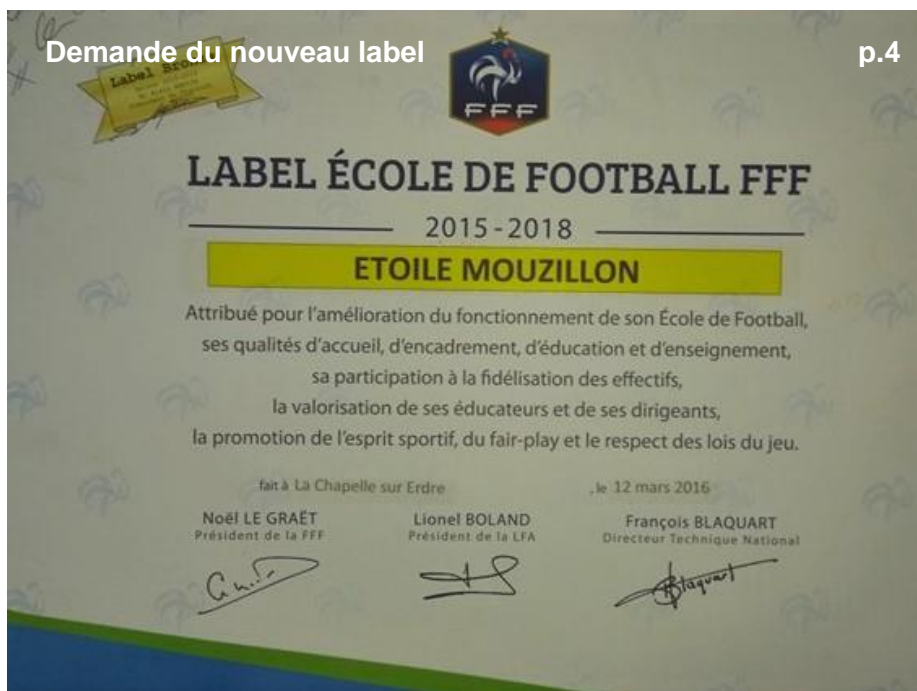 Demande du nouveau label p.4
Label
FFF
LABEL ÉCOLE DE FOOTBALL FFF
2015-2018
ETOILE MOUZILLON
Attribué pour l'amélioration du fonctionnement de son École de Football,
ses qualités d'accueil, d'encadrement, d'éducation et d'enseignement,
sa participation à la fidélisation des effectifs,
la valorisation de ses éducateurs et de ses dirigeants,
la promotion de l'esprit sportif, du fair-play et le respect des lois du jeu.
fait à La Chapelle sur Erdre , le 12 mars 2016
Noël LE GRAËT Lionel BOLAND François BLAQUART
Président de la FFF Président de la LFA Directeur Technique National
Blaquart